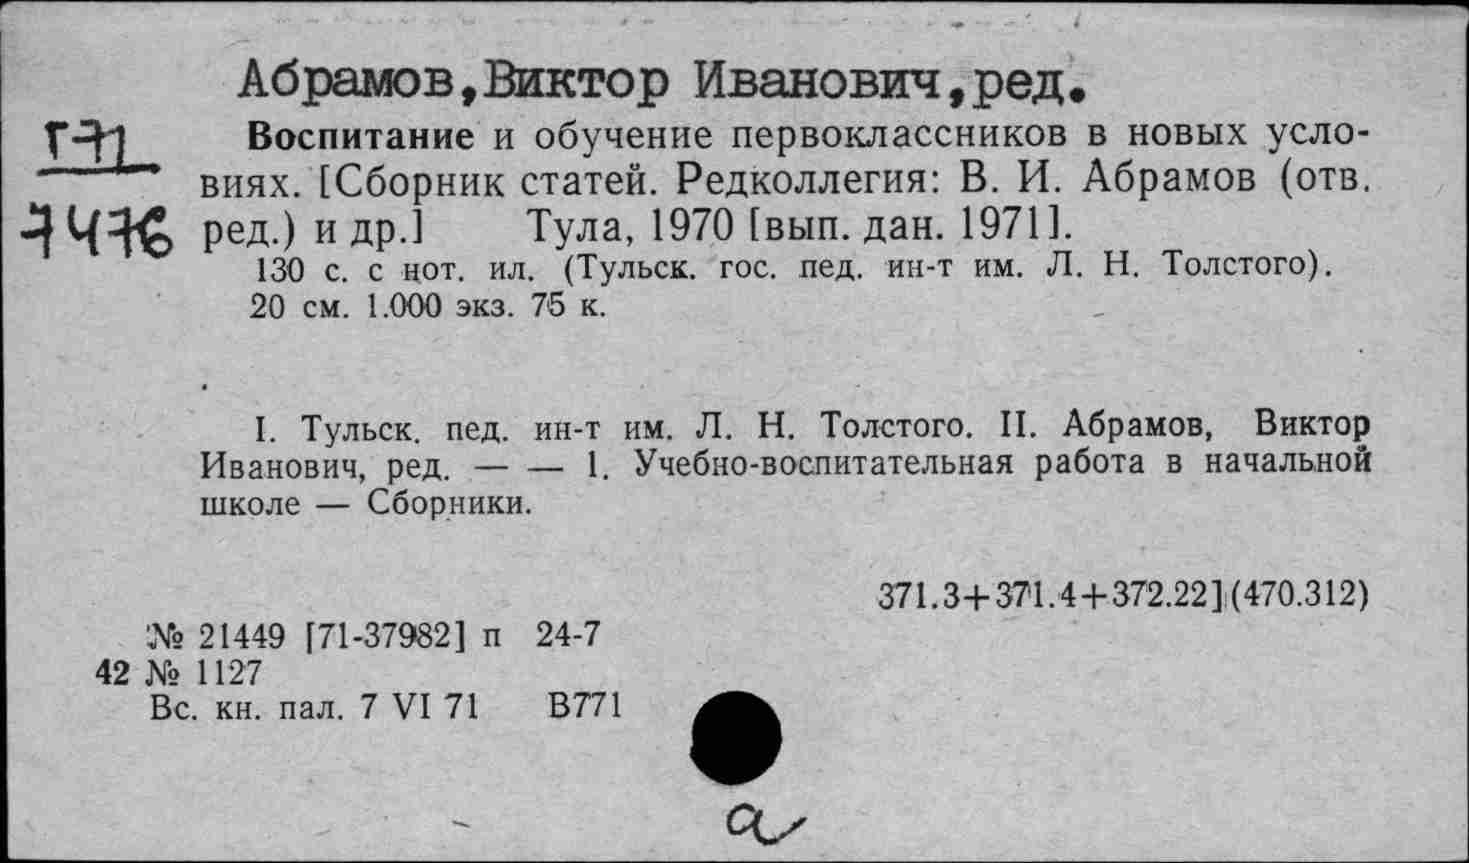 Абрамов,Виктор Иванович,ред.
Воспитание и обучение первоклассников в новых усло-
виях. [Сборник статей. Редколлегия: В. И. Абрамов (отв.
ред.) и др.] Тула, 1970 [вып. дан. 1971].
130 с. с нот. ил. (Тульск. гос. пед. ин-т им. Л. Н. Толстого).
20 см. 1.000 экз. 75 к.
I. Тульск. пед. ин-т им. Л. Н. Толстого. II. Абрамов, Виктор
Иванович, ред. — — 1. Учебно-воспитательная работа в начальной
школе — Сборники.
371.3+371.4+372.22](470.312)
№ 21449 [71-37982] п 24-7
42 № 1127
Вс. кн. пал. 7 VI 71 В771